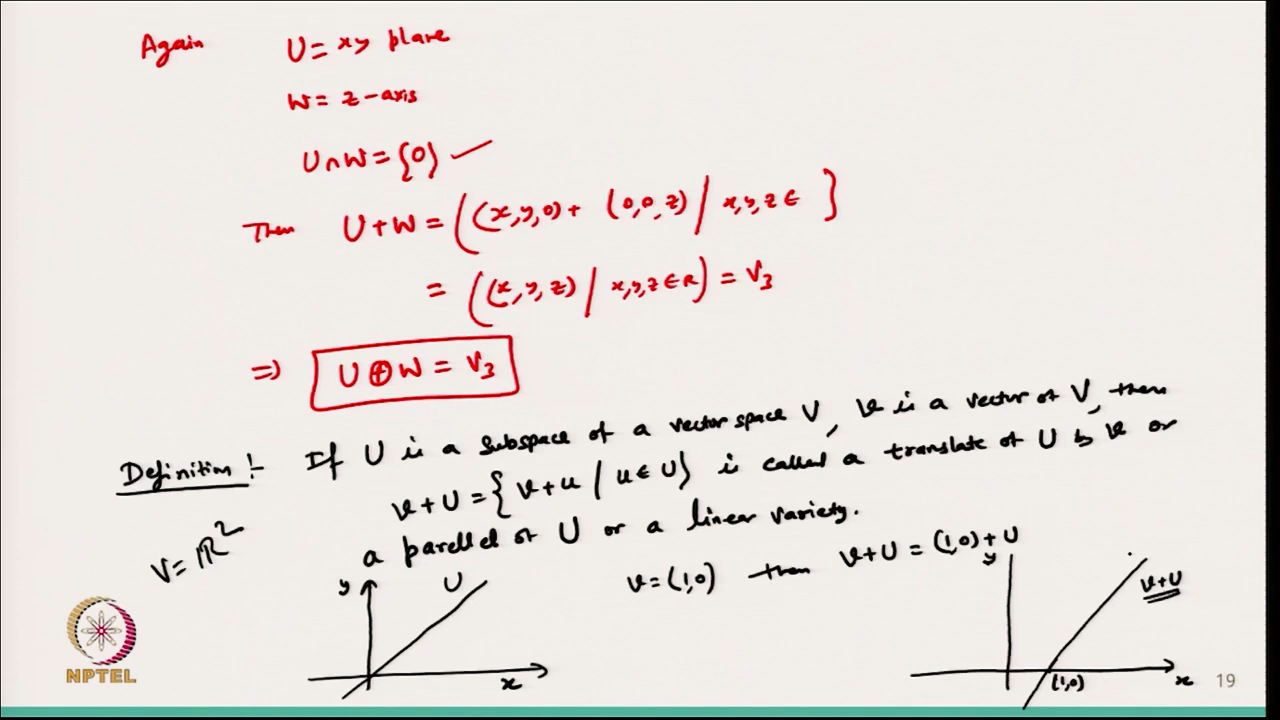 Again U = xy plane
W = z-axis
U∩W = {0} ✓
Then U+W = {(x,y,0) + (0,0,z) / x,y,z ∈ }
= {(x,y,z) / x,y,z ∈ R} = V₃
⇒ U ⊕ W = V₃
Definition :- If U is a subspace of a vector space V, v is a vector of V, then
v+U = {v+u / u ∈ U} is called a translate of U by v or
a parellel of U or a linear variety.
V = ℝ²
v = (1,0) then v+U = (1,0) + U
y U x
y v+U (1,0) x
NPTEL
19